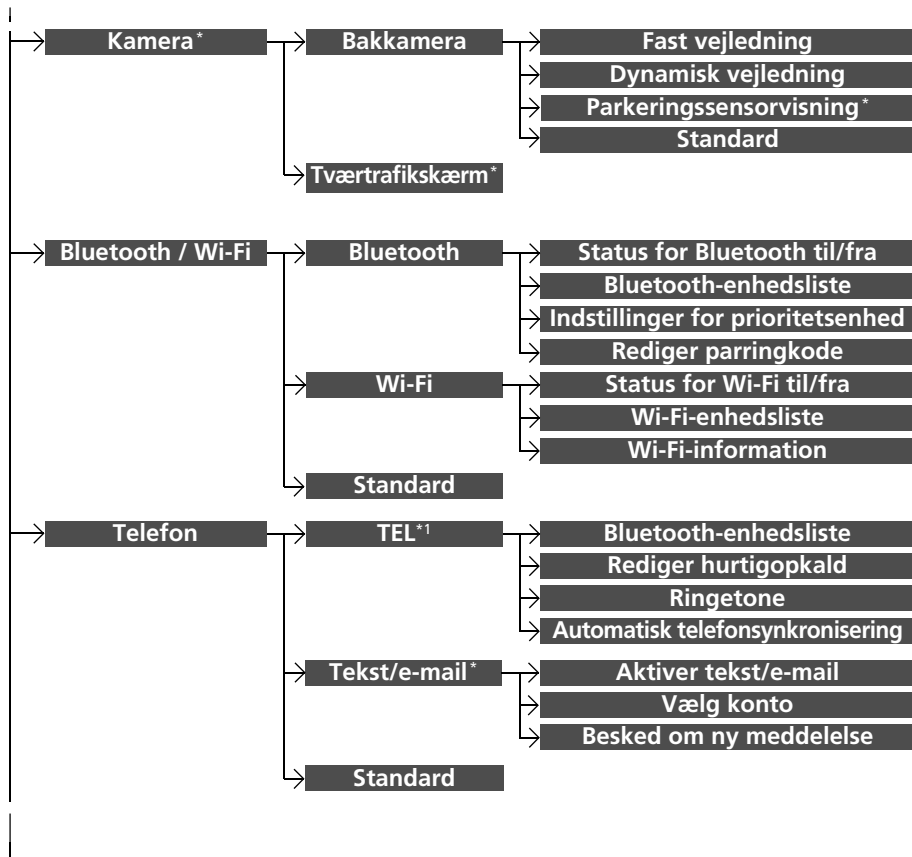 Kamera*
Bakkamera
Fast vejledning
Dynamisk vejledning
Parkeringssensorvisning*
Standard
Tværtrafikskærm*
Bluetooth / Wi-Fi
Bluetooth
Status for Bluetooth til/fra
Bluetooth-enhedsliste
Indstillinger for prioritetsenhed
Rediger parringkode
Wi-Fi
Status for Wi-Fi til/fra
Wi-Fi-enhedsliste
Wi-Fi-information
Standard
Telefon
TEL*1
Bluetooth-enhedsliste
Rediger hurtigopkald
Ringetone
Automatisk telefonsynkronisering
Tekst/e-mail*
Aktiver tekst/e-mail
Vælg konto
Besked om ny meddelelse
Standard